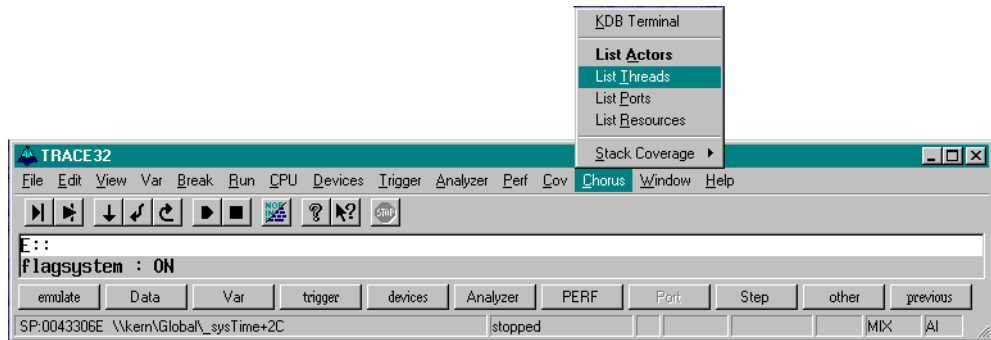 KDB Terminal
List Actors
List Threads
List Ports
List Resources
Stack Coverage
TRACE32
File Edit View Var Break Run CPU Devices Trigger Analyzer Perf Cov Chorus Window Help
NOP
STOP
E::
flagsystem : ON
emulate Data Var trigger devices Analyzer PERF Port Step other previous
SP:0043306E \\kern\Global\_sysTime+2C stopped MIX AI